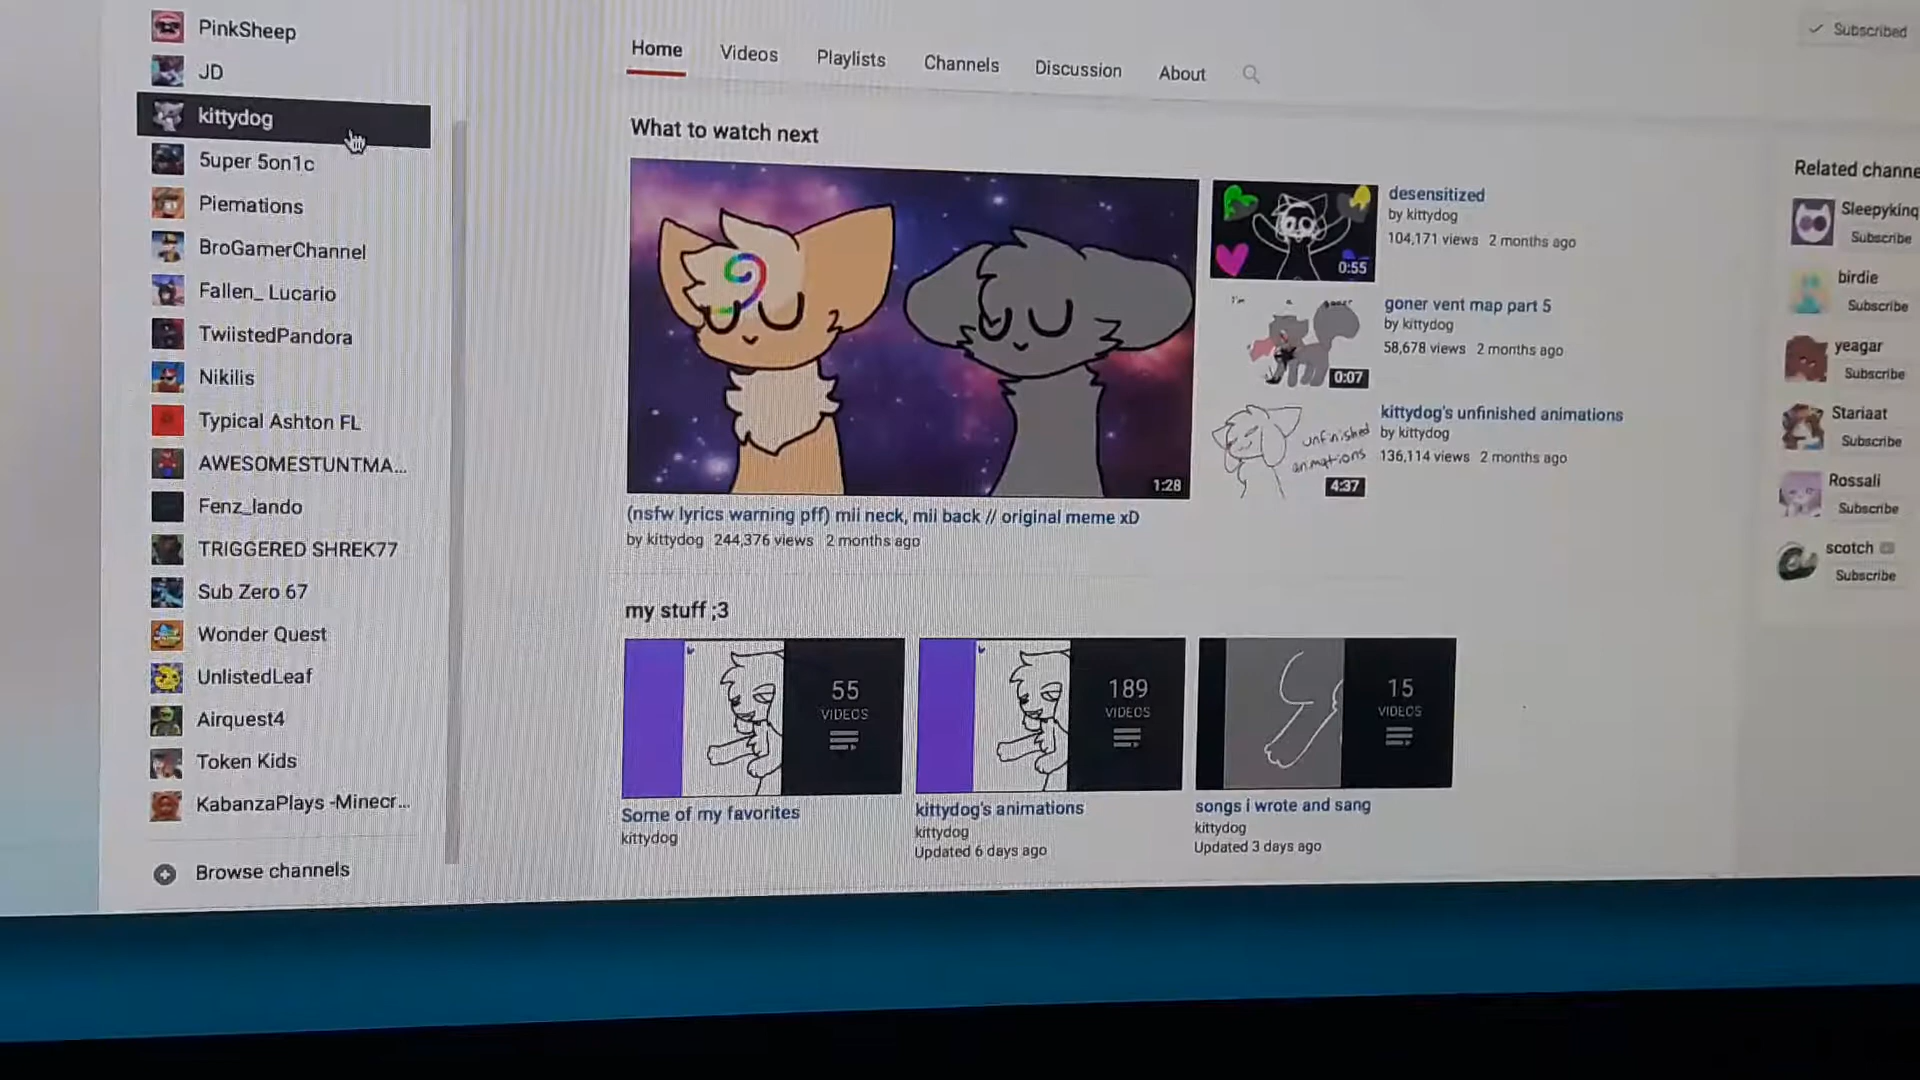 PinkSheep
JD
kittydog
5uper 5on1c
Piemations
BroGamerChannel
Fallen_ Lucario
TwiistedPandora
Nikilis
Typical Ashton FL
AWESOMESTUNTMA...
Fenz_lando
TRIGGERED SHREK77
Sub Zero 67
Wonder Quest
UnlistedLeaf
Airquest4
Token Kids
KabanzaPlays -Minecr...
Browse channels
Subscribed
Home Videos Playlists Channels Discussion About
What to watch next
1:28
(nsfw lyrics warning pff) mii neck, mii back // original meme xD
by kittydog 244,376 views 2 months ago
0:55
desensitized
by kittydog
104,171 views 2 months ago
i'm a goner
0:07
goner vent map part 5
by kittydog
58,678 views 2 months ago
unfinished
animations
4:37
kittydog's unfinished animations
by kittydog
136,114 views 2 months ago
my stuff ;3
55
VIDEOS
Some of my favorites
kittydog
189
VIDEOS
kittydog's animations
kittydog
Updated 6 days ago
15
VIDEOS
songs i wrote and sang
kittydog
Updated 3 days ago
Related channe
Sleepykinq
Subscribe
birdie
Subscribe
yeagar
Subscribe
Stariaat
Subscribe
Rossali
Subscribe
scotch
Subscribe